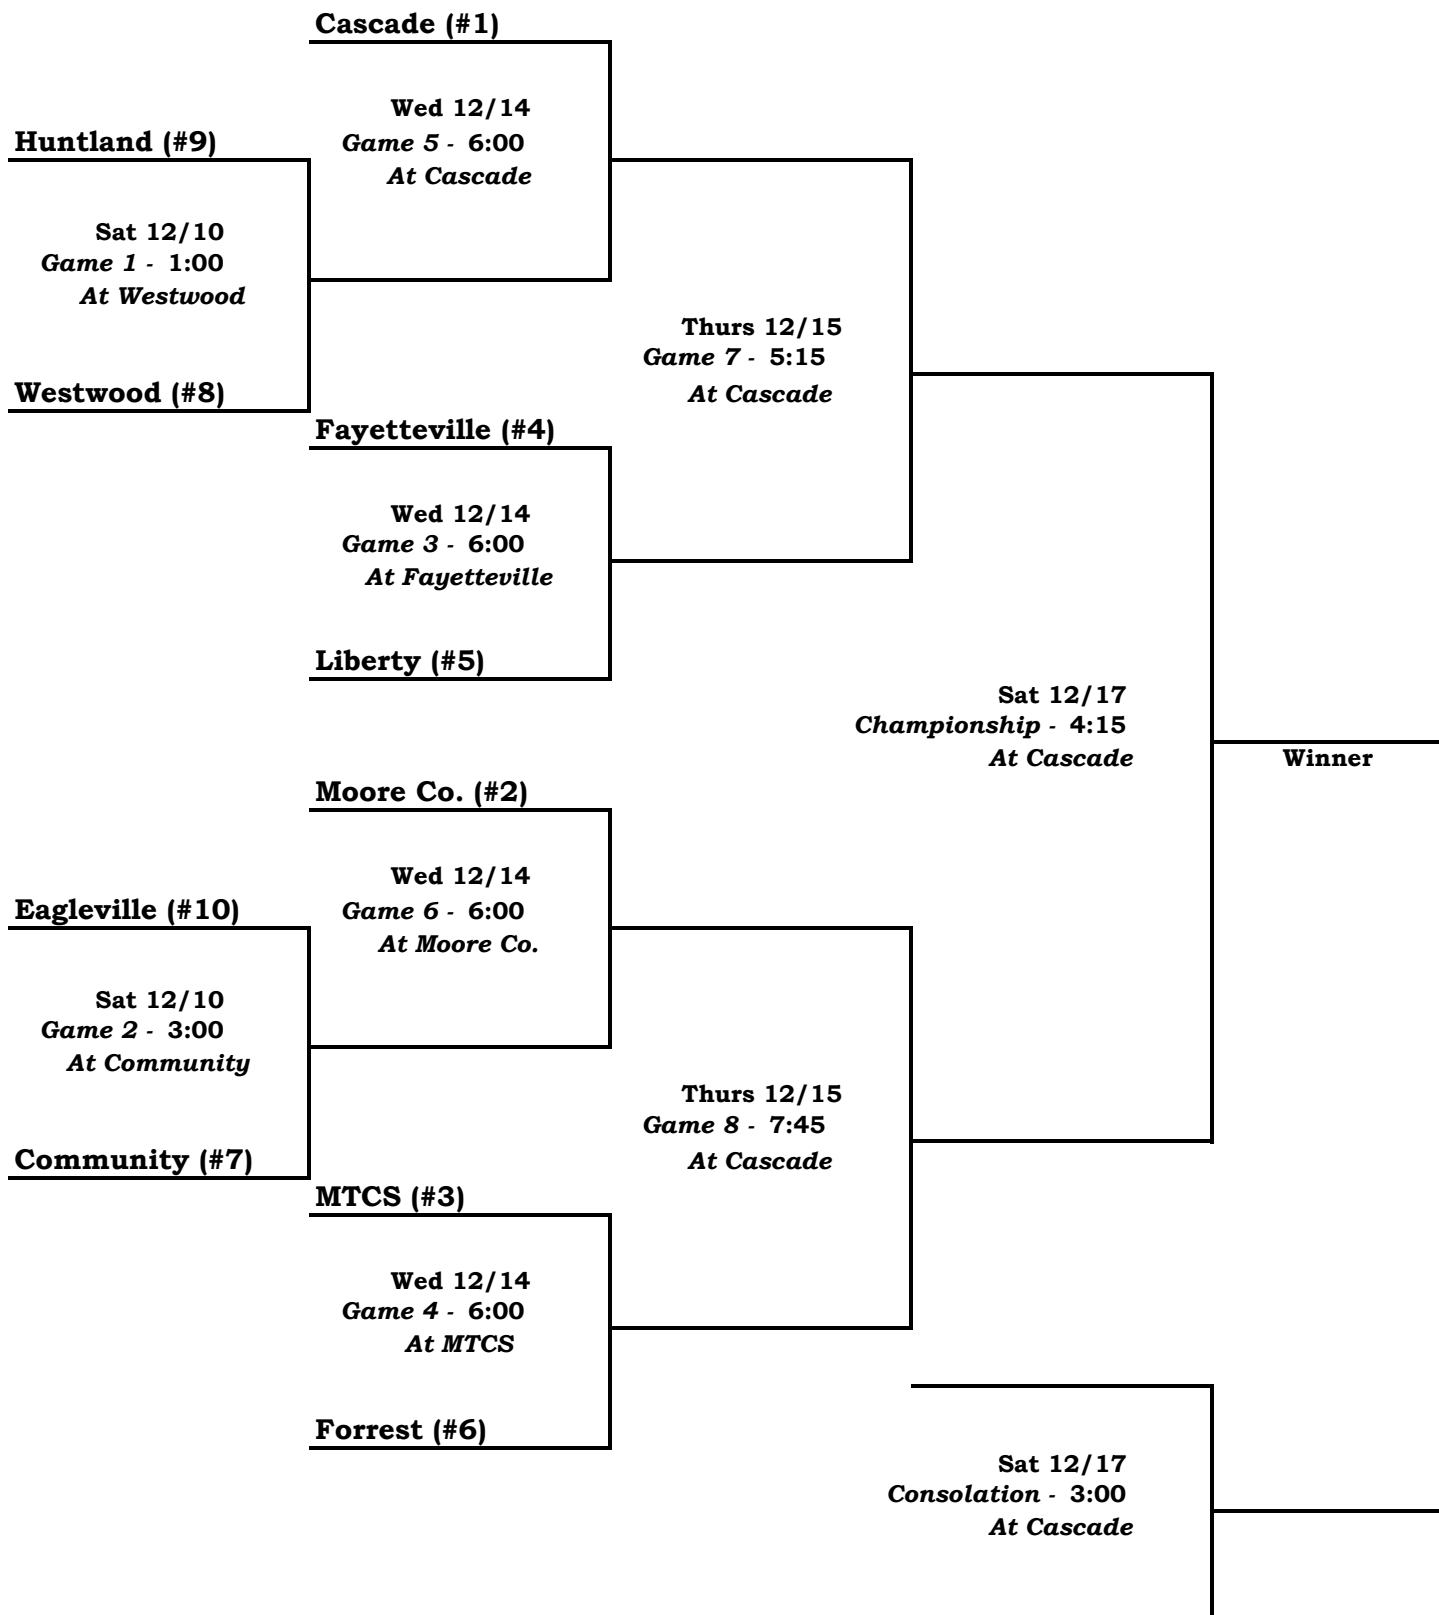 Cascade (#1)
Wed 12/14
Game 5 - 6:00
At Cascade
Huntland (#9)
Sat 12/10
Game 1 - 1:00
At Westwood
Westwood (#8)
Thurs 12/15
Game 7 - 5:15
At Cascade
Fayetteville (#4)
Wed 12/14
Game 3 - 6:00
At Fayetteville
Liberty (#5)
Sat 12/17
Championship - 4:15
At Cascade
Winner
Moore Co. (#2)
Wed 12/14
Game 6 - 6:00
At Moore Co.
Eagleville (#10)
Sat 12/10
Game 2 - 3:00
At Community
Community (#7)
Thurs 12/15
Game 8 - 7:45
At Cascade
MTCS (#3)
Wed 12/14
Game 4 - 6:00
At MTCS
Forrest (#6)
Sat 12/17
Consolation - 3:00
At Cascade